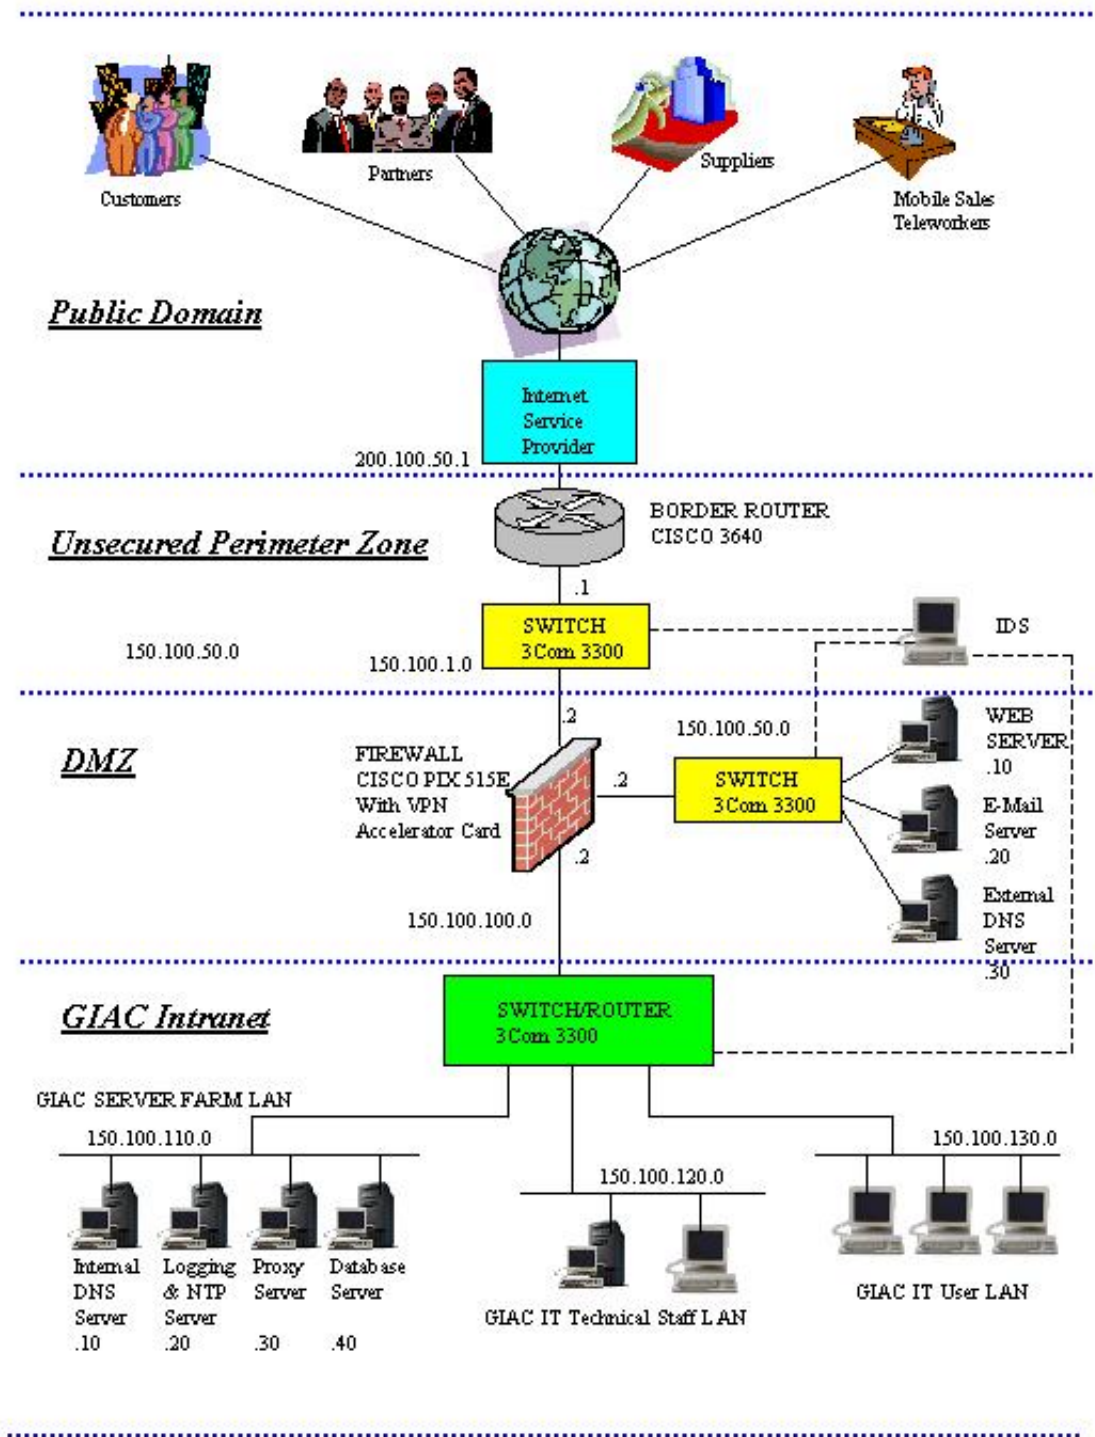 Customers
Partners
Suppliers
Mobile Sales
Teleworkers
Public Domain
Internet
Service
Provider
200.100.50.1
BORDER ROUTER
CISCO 3640
Unsecured Perimeter Zone
.1
SWITCH
3Com 3300
IDS
150.100.50.0
150.100.1.0
.2
150.100.50.0
WEB
SERVER
.10
DMZ
FIREWALL
CISCO PIX 515E
With VPN
Accelerator Card
.2
SWITCH
3Com 3300
E-Mail
Server
.20
.2
External
DNS
Server
.30
150.100.100.0
GIAC Intranet
SWITCH/ROUTER
3Com 3300
GIAC SERVER FARM LAN
150.100.110.0
150.100.120.0
150.100.130.0
Internal
DNS
Server
.10
Logging
& NTP
Server
.20
Proxy
Server
.30
Database
Server
.40
GIAC IT Technical Staff LAN
GIAC IT User LAN